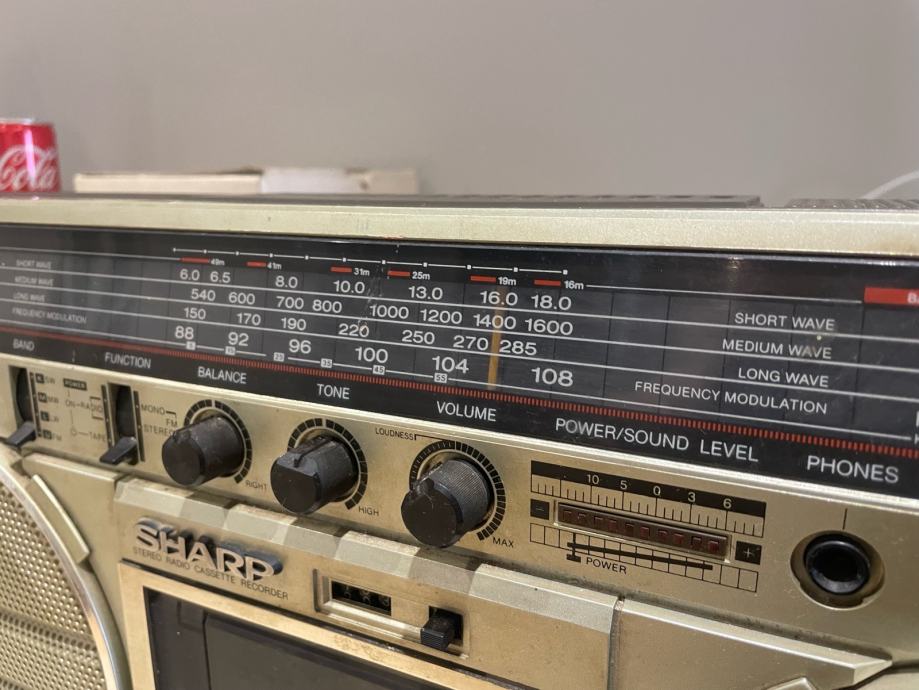 Coca-Cola
49m 41m 31m 25m 19m 16m
SHORT WAVE 6.0 6.5 8.0 10.0 13.0 16.0 18.0 SHORT WAVE
MEDIUM WAVE 540 600 700 800 1000 1200 1400 1600 MEDIUM WAVE
LONG WAVE 150 170 190 220 250 270 285 LONG WAVE
FREQUENCY MODULATION 88 92 96 100 104 108 FREQUENCY MODULATION
BAND FUNCTION BALANCE TONE VOLUME POWER/SOUND LEVEL PHONES
SW
MW
FM
POWER
ON-RADIO
TAPE
MONO
FM
STEREO
RIGHT
HIGH
LOUDNESS
MAX
10 5 0 3 6
- +
POWER
SHARP
STEREO RADIO CASSETTE RECORDER